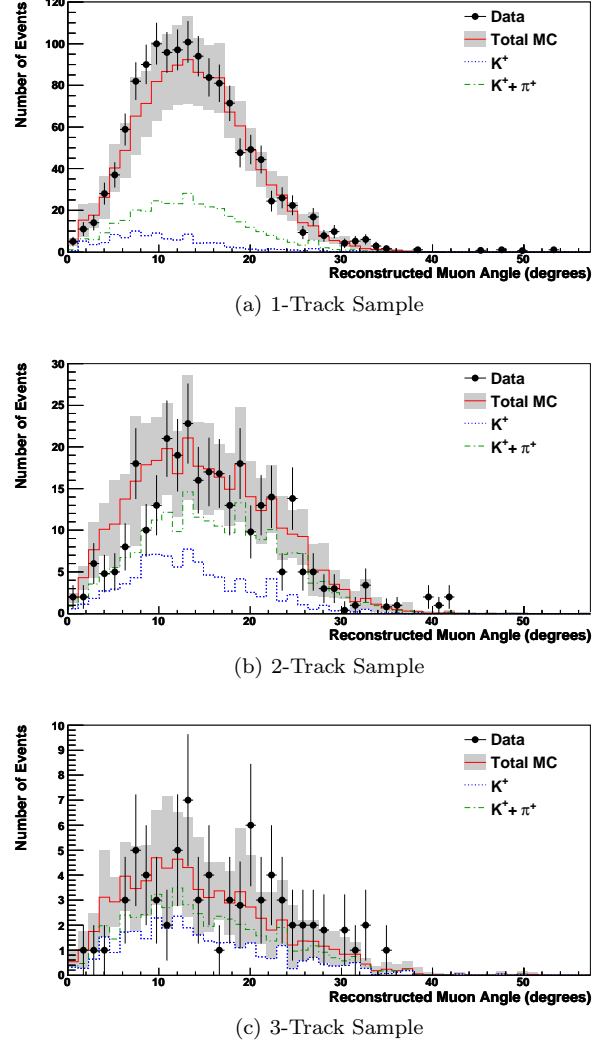 120
100
80
60
40
20
0
Number of Events
Data
Total MC
K+
K++ π+
0 10 20 30 40 50
Reconstructed Muon Angle (degrees)
(a) 1-Track Sample
30
25
20
15
10
5
0
Number of Events
Data
Total MC
K+
K++ π+
0 10 20 30 40 50
Reconstructed Muon Angle (degrees)
(b) 2-Track Sample
10
9
8
7
6
5
4
3
2
1
0
Number of Events
Data
Total MC
K+
K++ π+
0 10 20 30 40 50
Reconstructed Muon Angle (degrees)
(c) 3-Track Sample